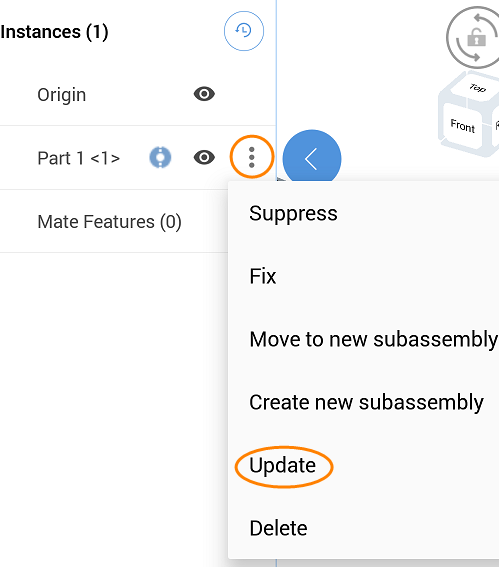 Instances (1)
Origin
Top
Front
Part 1 <1>
Mate Features (0)
Suppress
Fix
Move to new subassembly
Create new subassembly
Update
Delete